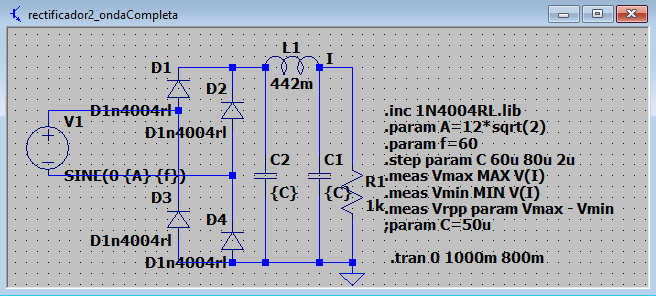 rectificador2_ondaCompleta
L1
I
D1
442m
D2
D1n4004rl
V1
D1n4004rl
.inc 1N4004RL.lib
.param A=12*sqrt(2)
.param f=60
.step param C 60u 80u 2u
.meas Vmax MAX V(I)
.meas Vmin MIN V(I)
.meas Vrpp param Vmax - Vmin
;param C=50u
.tran 0 1000m 800m
SINE(0 {A} {f})
C2
C1
{C}
{C}
R1
1k
D3
D4
D1n4004rl
D1n4004rl